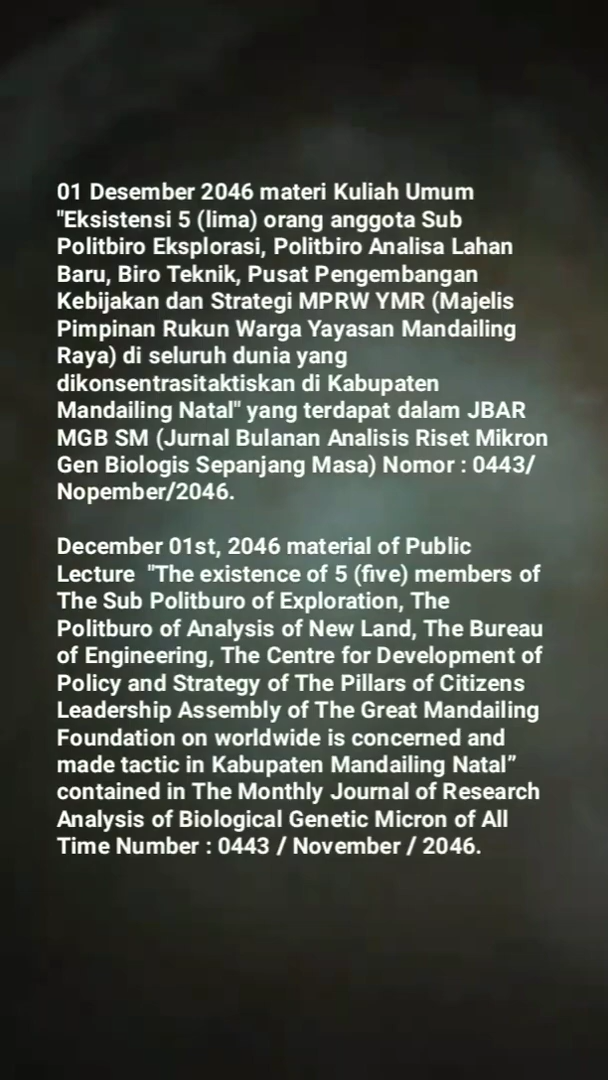 01 Desember 2046 materi Kuliah Umum
"Eksistensi 5 (lima) orang anggota Sub
Politbiro Eksplorasi, Politbiro Analisa Lahan
Baru, Biro Teknik, Pusat Pengembangan
Kebijakan dan Strategi MPRW YMR (Majelis
Pimpinan Rukun Warga Yayasan Mandailing
Raya) di seluruh dunia yang
dikonsentrasitaktiskan di Kabupaten
Mandailing Natal" yang terdapat dalam JBAR
MGB SM (Jurnal Bulanan Analisis Riset Mikron
Gen Biologis Sepanjang Masa) Nomor : 0443/
Nopember/2046.
December 01st, 2046 material of Public
Lecture  "The existence of 5 (five) members of
The Sub Politburo of Exploration, The
Politburo of Analysis of New Land, The Bureau
of Engineering, The Centre for Development of
Policy and Strategy of The Pillars of Citizens
Leadership Assembly of The Great Mandailing
Foundation on worldwide is concerned and
made tactic in Kabupaten Mandailing Natal”
contained in The Monthly Journal of Research
Analysis of Biological Genetic Micron of All
Time Number : 0443 / November / 2046.